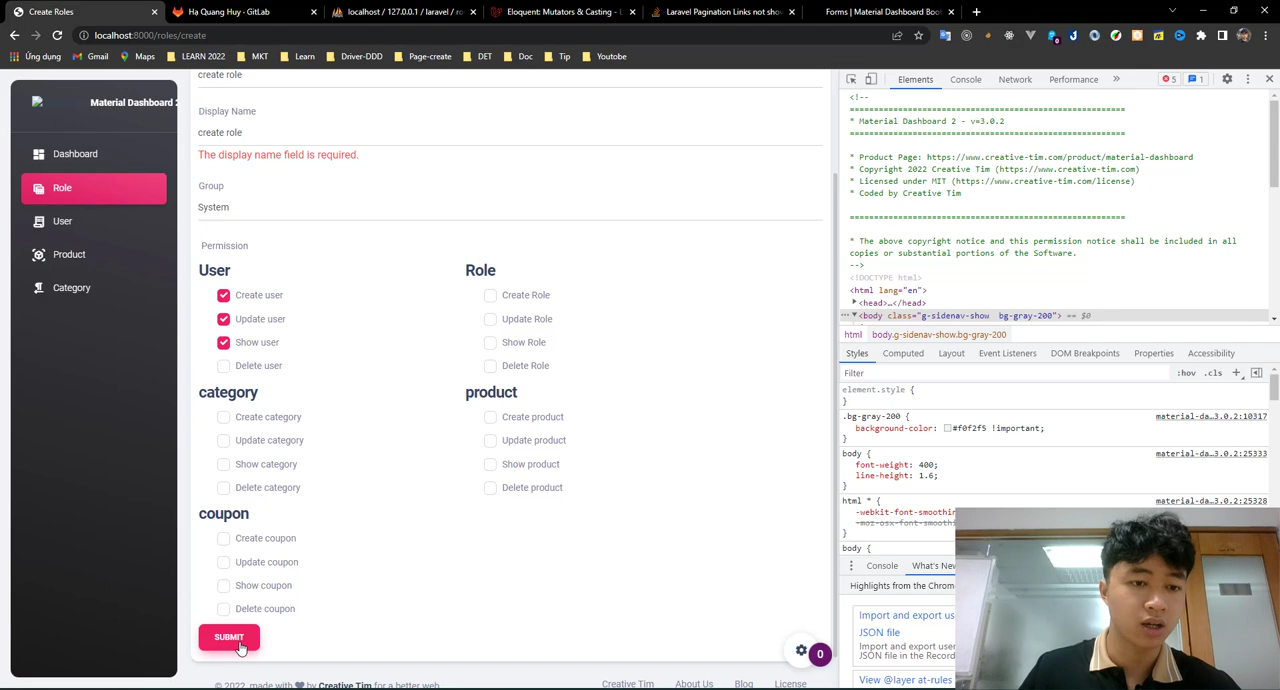 Create Roles
Hạ Quang Huy · GitLab
localhost / 127.0.0.1 / laravel / ro
Eloquent: Mutators & Casting - L
Laravel Pagination Links not sho
Forms | Material Dashboard Boot
localhost:8000/roles/create
Ứng dụng
Gmail
Maps
LEARN 2022
MKT
Learn
Driver-DDD
Page-create
DET
Doc
Tip
Youtube
0
Material Dashboard 2
Dashboard
Role
User
Product
Category
create role
Display Name
create role
The display name field is required.
Group
System
Permission
User
Create user
Update user
Show user
Delete user
Role
Create Role
Update Role
Show Role
Delete Role
category
Create category
Update category
Show category
Delete category
product
Create product
Update product
Show product
Delete product
coupon
Create coupon
Update coupon
Show coupon
Delete coupon
SUBMIT
0
© 2022, made with ♥ by Creative Tim for a better web.
Creative Tim
About Us
Blog
License
Elements
Console
Network
Performance
»
5
1
<!--
=========================================================
* Material Dashboard 2 - v=3.0.2
=========================================================
* Product Page: https://www.creative-tim.com/product/material-dashboard
* Copyright 2022 Creative Tim (https://www.creative-tim.com)
* Licensed under MIT (https://www.creative-tim.com/license)
* Coded by Creative Tim
=========================================================
* The above copyright notice and this permission notice shall be included in all
copies or substantial portions of the Software.
-->
<!DOCTYPE html>
<html lang="en">
<head>…</head>
<body class="g-sidenav-show  bg-gray-200"> == $0
html
body.g-sidenav-show.bg-gray-200
Styles
Computed
Layout
Event Listeners
DOM Breakpoints
Properties
Accessibility
Filter
:hov
.cls
+
element.style {
}
.bg-gray-200 {
material-da…3.0.2:10317
background-color: #f0f2f5 !important;
}
body {
material-da…3.0.2:25333
font-weight: 400;
line-height: 1.6;
}
html * {
material-da…3.0.2:25328
-webkit-font-smoothin
-moz-osx-font-smoothi
}
body {
Console
What's New
Highlights from the Chrom
Import and export us
JSON file
Import and export user
JSON file in the Record
View @layer at-rules